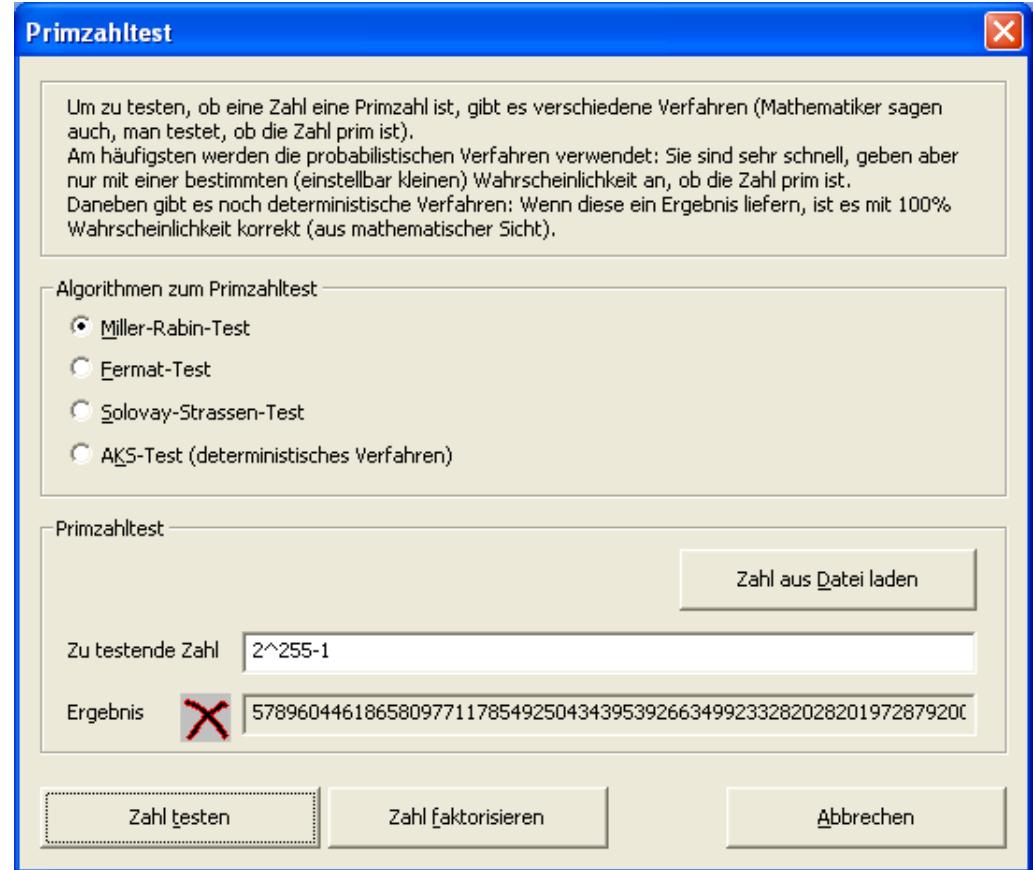 Primzahltest
Um zu testen, ob eine Zahl eine Primzahl ist, gibt es verschiedene Verfahren (Mathematiker sagen
auch, man testet, ob die Zahl prim ist).
Am häufigsten werden die probabilistischen Verfahren verwendet: Sie sind sehr schnell, geben aber
nur mit einer bestimmten (einstellbar kleinen) Wahrscheinlichkeit an, ob die Zahl prim ist.
Daneben gibt es noch deterministische Verfahren: Wenn diese ein Ergebnis liefern, ist es mit 100%
Wahrscheinlichkeit korrekt (aus mathematischer Sicht).
Algorithmen zum Primzahltest
Miller-Rabin-Test
Fermat-Test
Solovay-Strassen-Test
AKS-Test (deterministisches Verfahren)
Primzahltest
Zahl aus Datei laden
Zu testende Zahl 2^255-1
Ergebnis 5789604461865809771178549250434395392663499233282028201972879200
Zahl testen Zahl faktorisieren Abbrechen